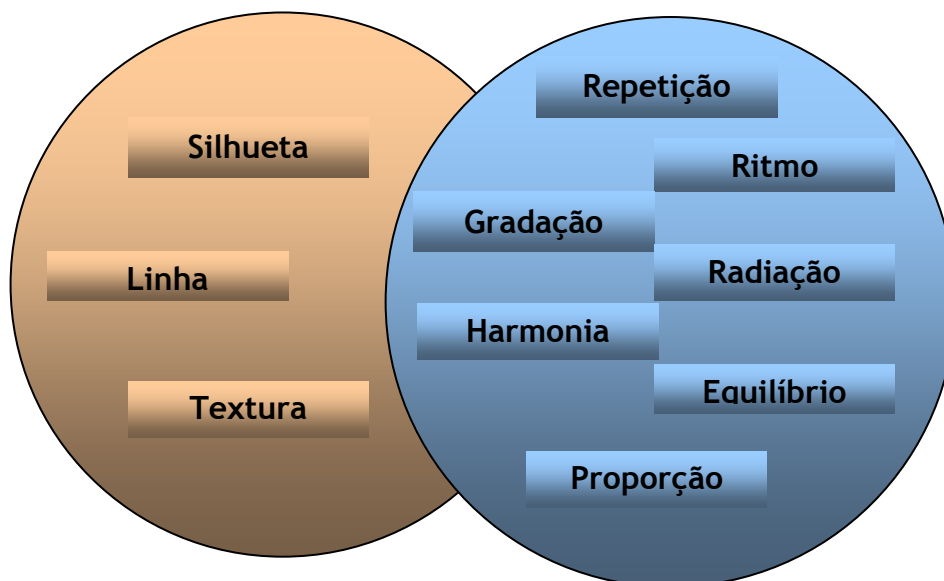 Silhueta
Linha
Textura
Repetição
Ritmo
Gradação
Radiação
Harmonia
Equilíbrio
Proporção